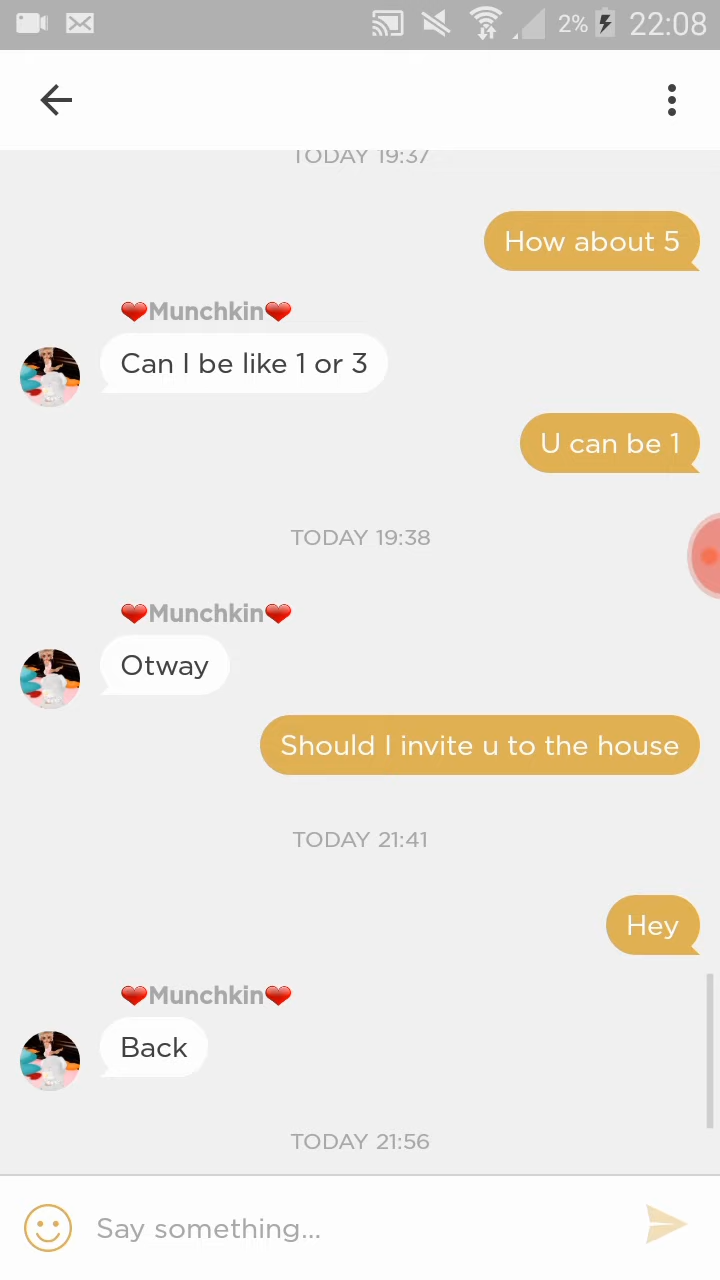 2% 22:08
TODAY 19:37
How about 5
❤Munchkin❤
Can I be like 1 or 3
U can be 1
TODAY 19:38
❤Munchkin❤
Otway
Should I invite u to the house
TODAY 21:41
Hey
❤Munchkin❤
Back
TODAY 21:56
Say something...